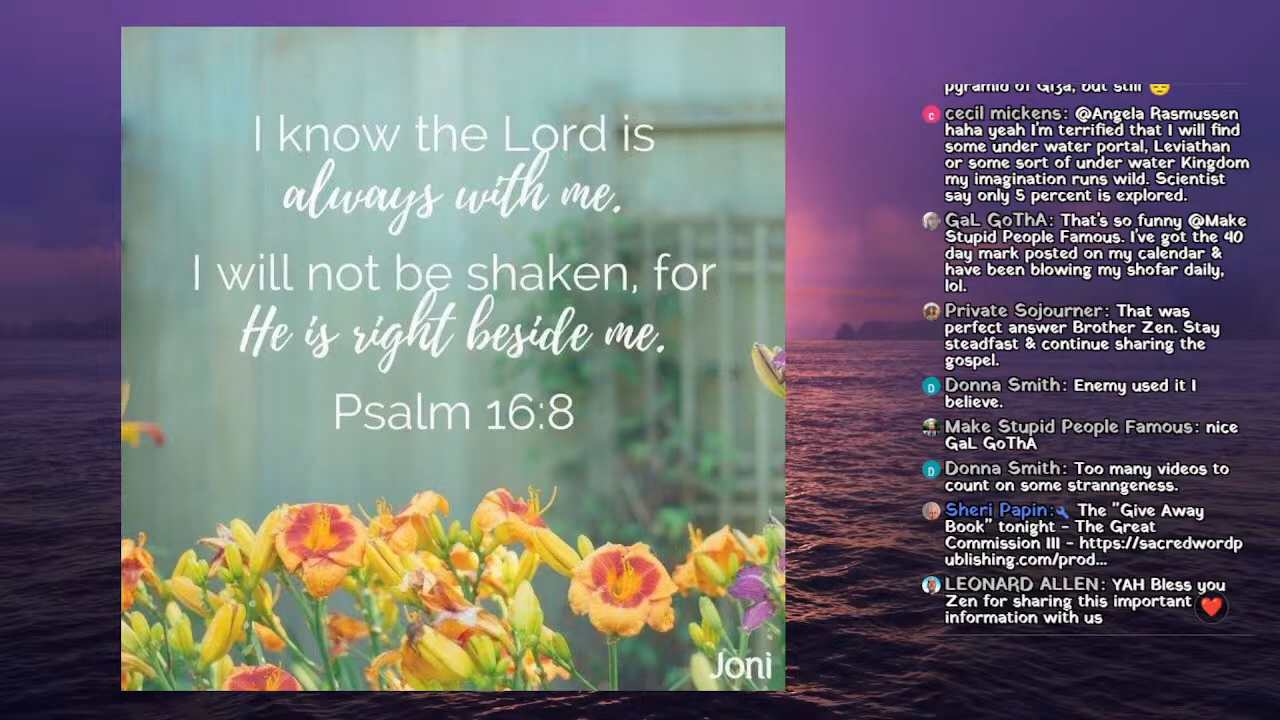 I know the Lord is
always with me.
I will not be shaken, for
He is right beside me.
Psalm 16:8
Joni
pyramid of Giza, but still 😔
cecil mickens: @Angela Rasmussen
haha yeah I'm terrified that I will find
some under water portal, Leviathan
or some sort of under water Kingdom
my imagination runs wild. Scientist
say only 5 percent is explored.
GaL GoThA: That's so funny @Make
Stupid People Famous. I've got the 40
day mark posted on my calendar &
have been blowing my shofar daily,
lol.
Private Sojourner: That was
perfect answer Brother Zen. Stay
steadfast & continue sharing the
gospel.
D
Donna Smith: Enemy used it I
believe.
Make Stupid People Famous: nice
GaL GoThA
D
Donna Smith: Too many videos to
count on some stranngeness.
Sheri Papin: The "Give Away
Book" tonight - The Great
Commission III - https://sacredwordp
ublishing.com/prod...
LEONARD ALLEN: YAH Bless you
Zen for sharing this important
information with us